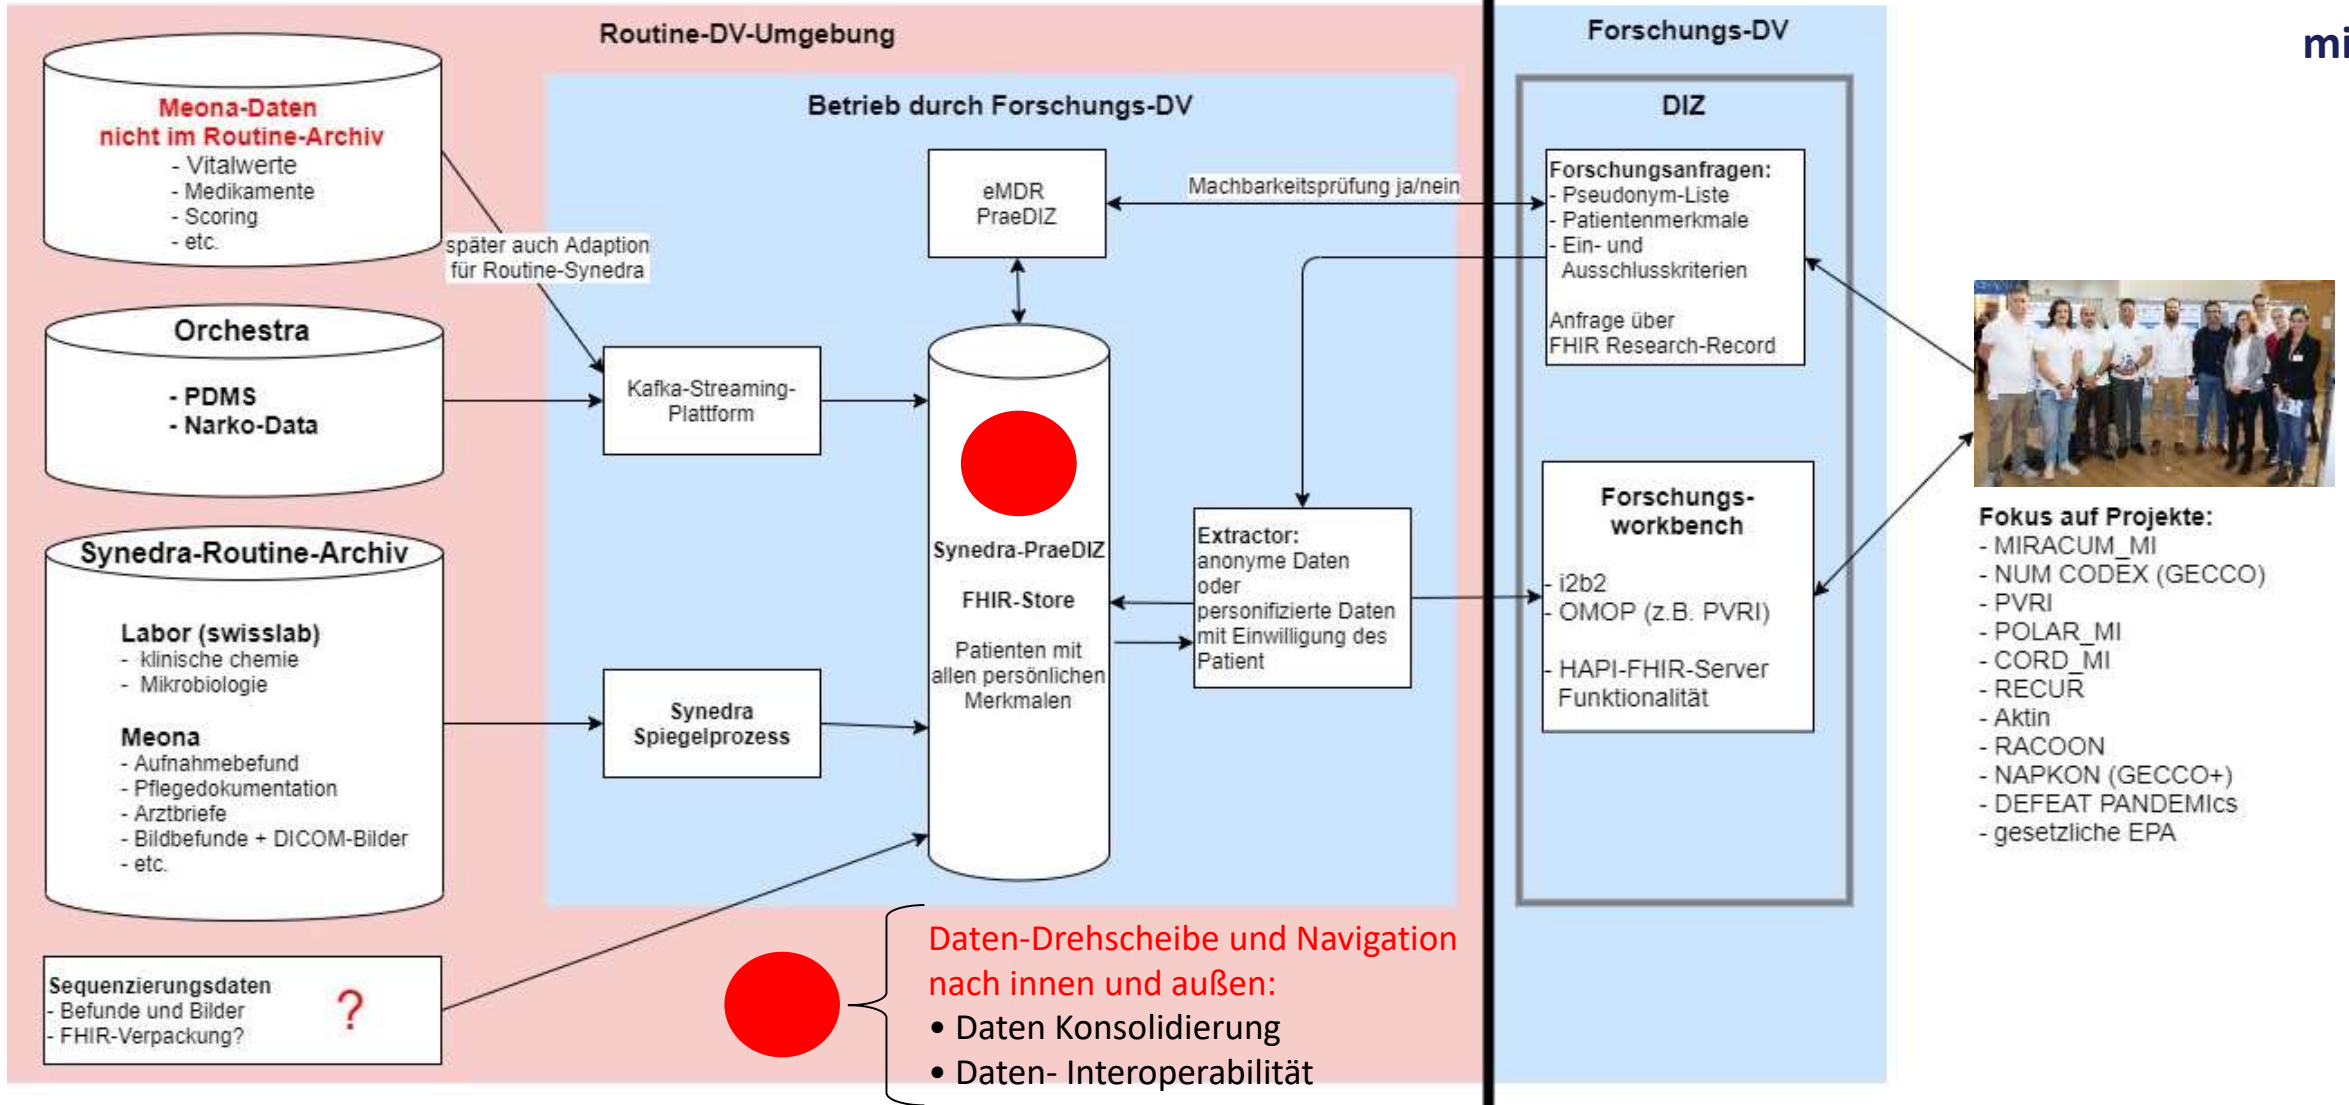 Routine-DV-Umgebung
Forschungs-DV
mi
Meona-Daten
nicht im Routine-Archiv
- Vitalwerte
- Medikamente
- Scoring
- etc.
später auch Adaption
für Routine-Synedra
Orchestra
- PDMS
- Narko-Data
Synedra-Routine-Archiv
Labor (swisslab)
- klinische chemie
- Mikrobiologie
Meona
- Aufnahmebefund
- Pflegedokumentation
- Arztbriefe
- Bildbefunde + DICOM-Bilder
- etc.
Sequenzierungsdaten
- Befunde und Bilder
- FHIR-Verpackung?
?
Betrieb durch Forschungs-DV
eMDR
PraeDIZ
Machbarkeitsprüfung ja/nein
Kafka-Streaming-
Plattform
Synedra
Spiegelprozess
Synedra-PraeDIZ
FHIR-Store
Patienten mit
allen persönlichen
Merkmalen
Extractor:
anonyme Daten
oder
personifizierte Daten
mit Einwilligung des
Patient
Daten-Drehscheibe und Navigation
nach innen und außen:
• Daten Konsolidierung
• Daten- Interoperabilität
DIZ
Forschungsanfragen:
- Pseudonym-Liste
- Patientenmerkmale
- Ein- und
Ausschlusskriterien
Anfrage über
FHIR Research-Record
Forschungs-
workbench
- i2b2
- OMOP (z.B. PVRI)
- HAPI-FHIR-Server
Funktionalität
Fokus auf Projekte:
- MIRACUM_MI
- NUM CODEX (GECCO)
- PVRI
- POLAR_MI
- CORD_MI
- RECUR
- Aktin
- RACOON
- NAPKON (GECCO+)
- DEFEAT PANDEMIcs
- gesetzliche EPA